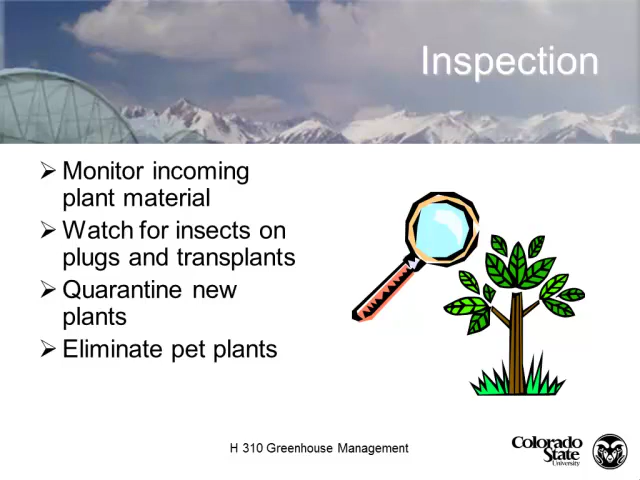 Inspection
Monitor incoming
plant material
Watch for insects on
plugs and transplants
Quarantine new
plants
Eliminate pet plants
H 310 Greenhouse Management
Colorado
State
University